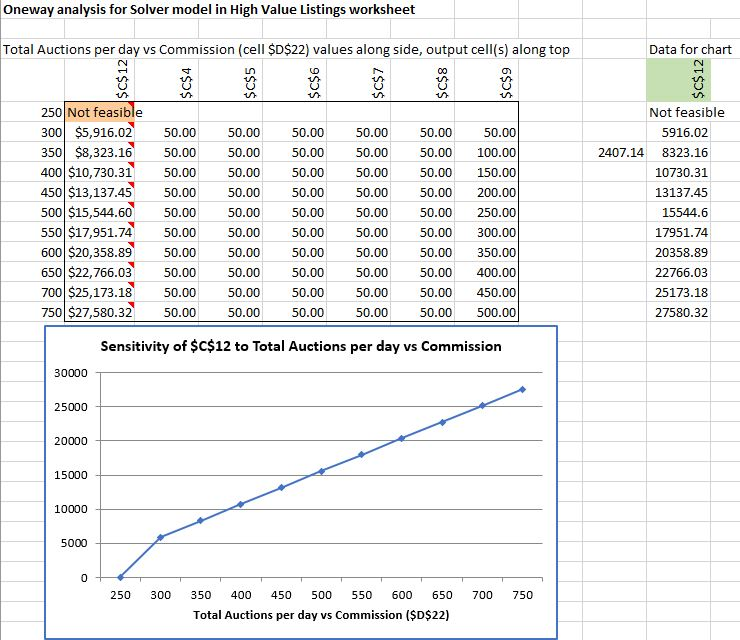 Oneway analysis for Solver model in High Value Listings worksheet
Total Auctions per day vs Commission (cell $D$22) values along side, output cell(s) along top Data for chart
$C$12 $C$4 $C$5 $C$6 $C$7 $C$8 $C$9 $C$12
250 Not feasible Not feasible
300 $5,916.02 50.00 50.00 50.00 50.00 50.00 50.00 5916.02
350 $8,323.16 50.00 50.00 50.00 50.00 50.00 100.00 2407.14 8323.16
400 $10,730.31 50.00 50.00 50.00 50.00 50.00 150.00 10730.31
450 $13,137.45 50.00 50.00 50.00 50.00 50.00 200.00 13137.45
500 $15,544.60 50.00 50.00 50.00 50.00 50.00 250.00 15544.6
550 $17,951.74 50.00 50.00 50.00 50.00 50.00 300.00 17951.74
600 $20,358.89 50.00 50.00 50.00 50.00 50.00 350.00 20358.89
650 $22,766.03 50.00 50.00 50.00 50.00 50.00 400.00 22766.03
700 $25,173.18 50.00 50.00 50.00 50.00 50.00 450.00 25173.18
750 $27,580.32 50.00 50.00 50.00 50.00 50.00 500.00 27580.32
Sensitivity of $C$12 to Total Auctions per day vs Commission
30000
25000
20000
15000
10000
5000
0
250 300 350 400 450 500 550 600 650 700 750
Total Auctions per day vs Commission ($D$22)